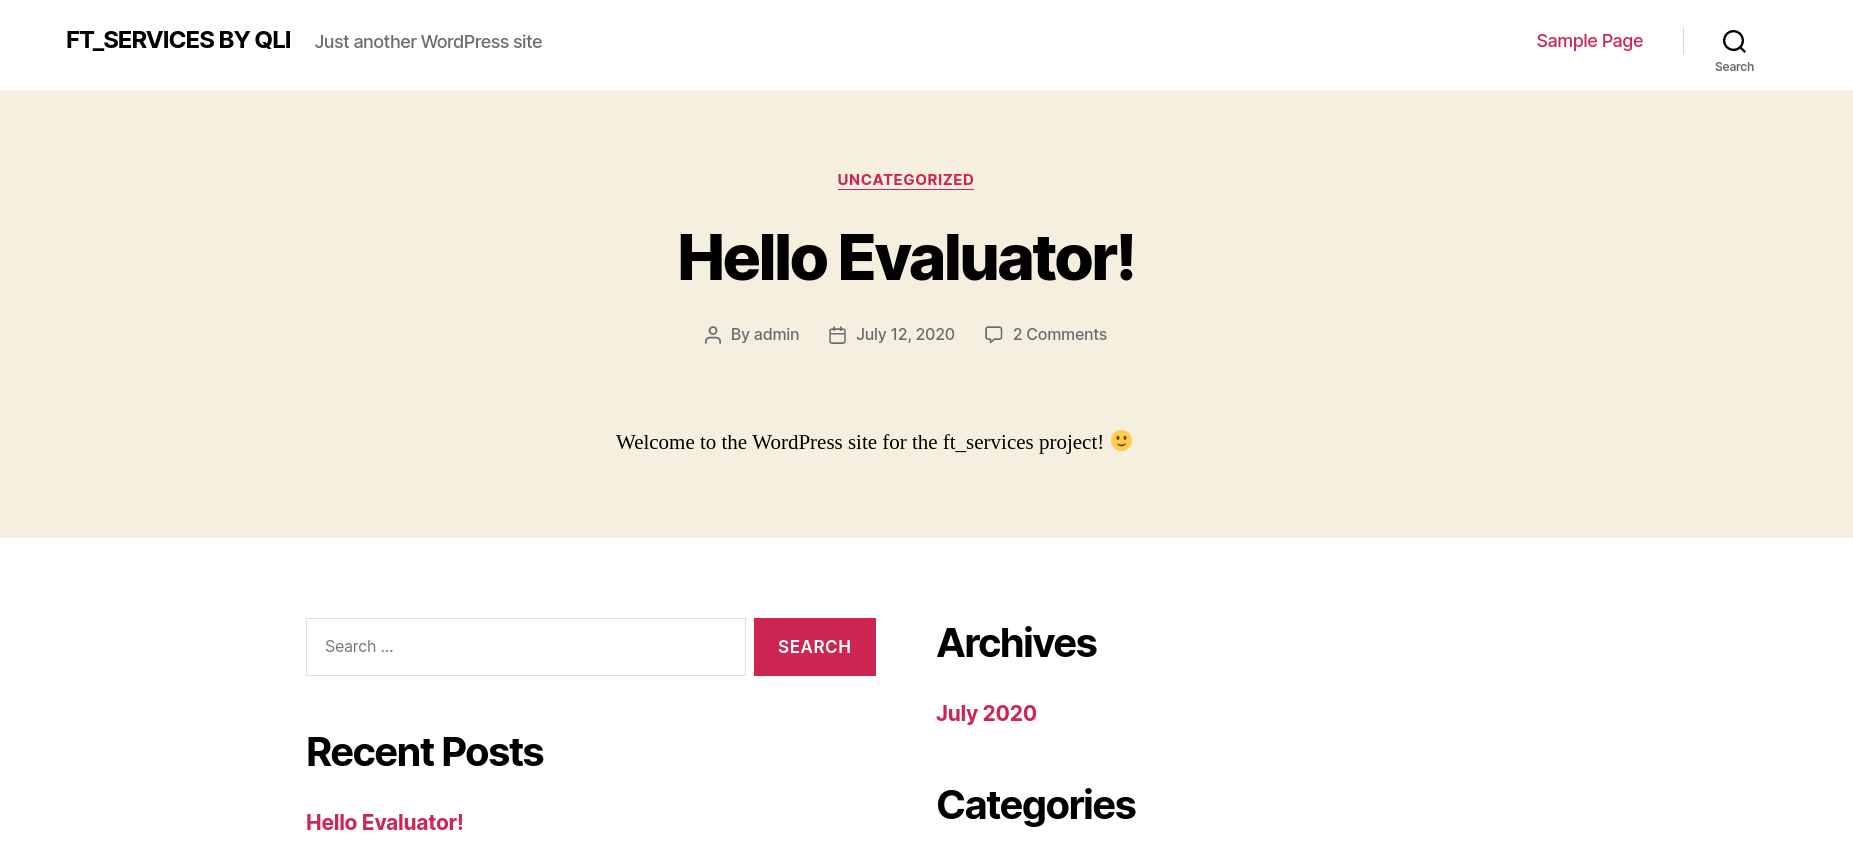 FT_SERVICES BY QLI
Just another WordPress site
Sample Page
Search
UNCATEGORIZED
Hello Evaluator!
By admin
July 12, 2020
2 Comments
Welcome to the WordPress site for the ft_services project! 🙂
Search …
SEARCH
Recent Posts
Hello Evaluator!
Archives
July 2020
Categories